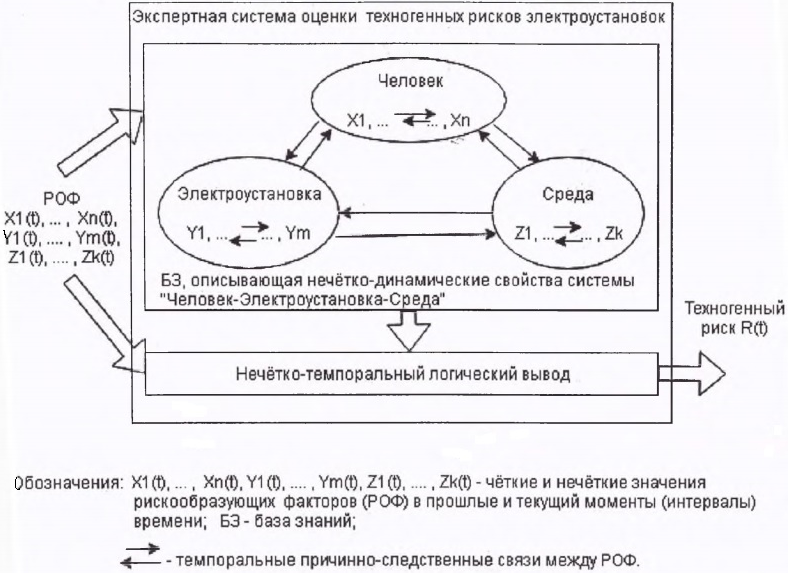 Экспертная система оценки техногенных рисков электроустановок
Человек
X1, ... ... , Xn
Электроустановка
Y1, ... ... , Ym
Среда
Z1, ... ... , Zk
РОФ
X1(t), ... , Xn(t),
Y1(t), .... , Ym(t),
Z1(t), .... , Zk(t)
БЗ, описывающая нечётко-динамические свойства системы
"Человек-Электроустановка-Среда"
Техногенный
риск R(t)
Нечётко-темпоральный логический вывод
Обозначения: X1(t), ... , Xn(t), Y1(t), .... , Ym(t), Z1(t), .... , Zk(t) - чёткие и нечёткие значения
рискообразующих факторов (РОФ) в прошлые и текущий моменты (интервалы)
времени; БЗ - база знаний;
- темпоральные причинно-следственные связи между РОФ.